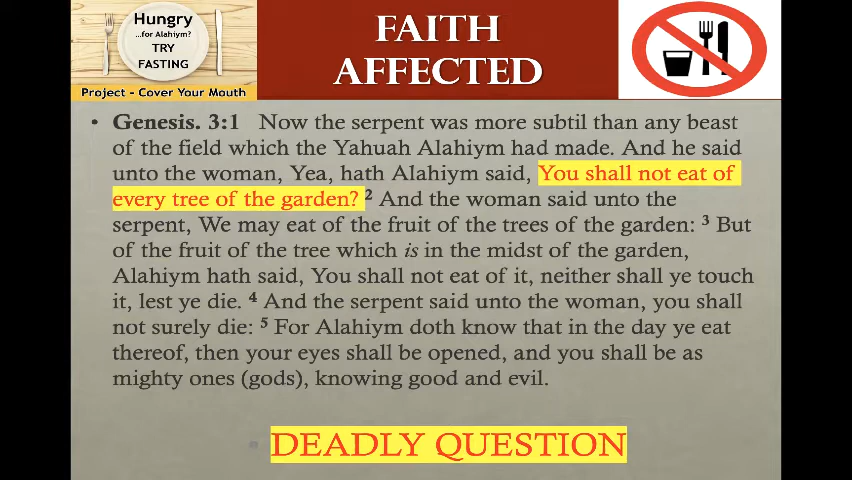 Hungry
...for Alahiym?
TRY
FASTING
Project - Cover Your Mouth
FAITH
AFFECTED
• Genesis. 3:1 Now the serpent was more subtil than any beast
of the field which the Yahuah Alahiym had made. And he said
unto the woman, Yea, hath Alahiym said, You shall not eat of
every tree of the garden? ² And the woman said unto the
serpent, We may eat of the fruit of the trees of the garden: ³ But
of the fruit of the tree which is in the midst of the garden,
Alahiym hath said, You shall not eat of it, neither shall ye touch
it, lest ye die. ⁴ And the serpent said unto the woman, you shall
not surely die: ⁵ For Alahiym doth know that in the day ye eat
thereof, then your eyes shall be opened, and you shall be as
mighty ones (gods), knowing good and evil.
DEADLY QUESTION